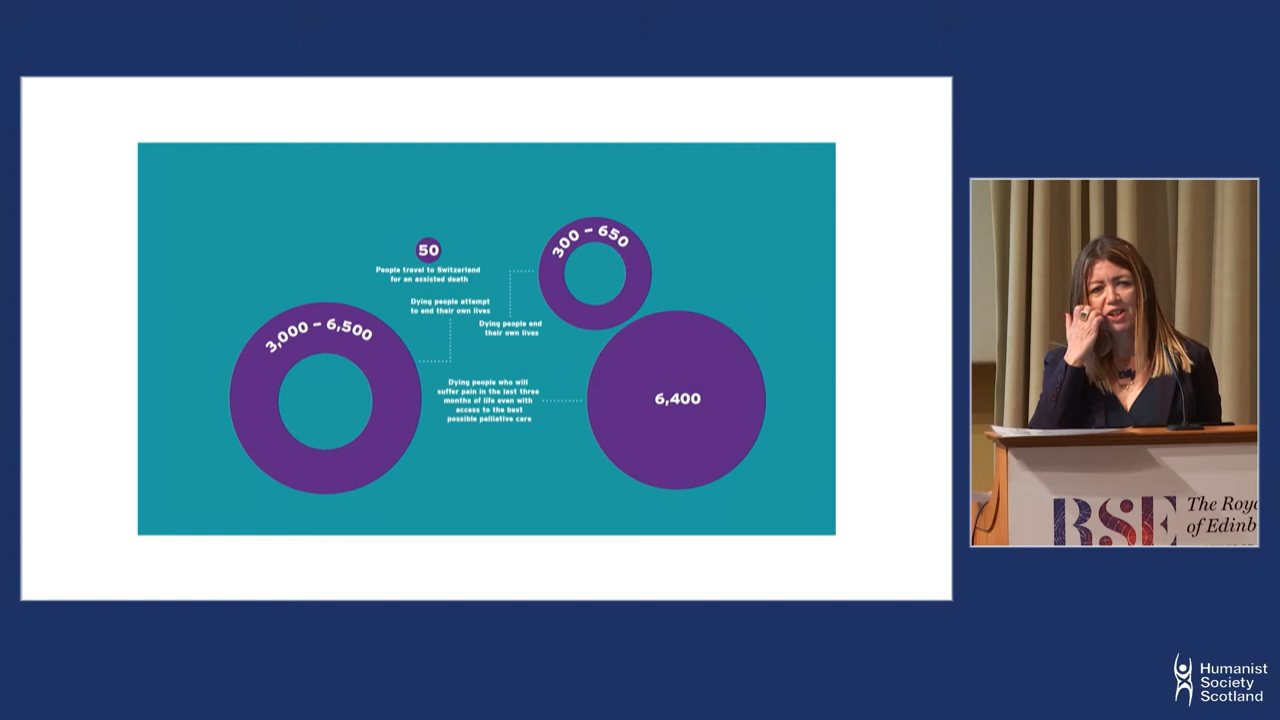 50
People travel to Switzerland
for an assisted death
300 – 650
Dying people attempt
to end their own lives
Dying people end
their own lives
3,000 – 6,500
Dying people who will
suffer pain in the last three
months of life even with
access to the best
possible palliative care
6,400
RSE
The Roy
of Edinb
Humanist
Society
Scotland